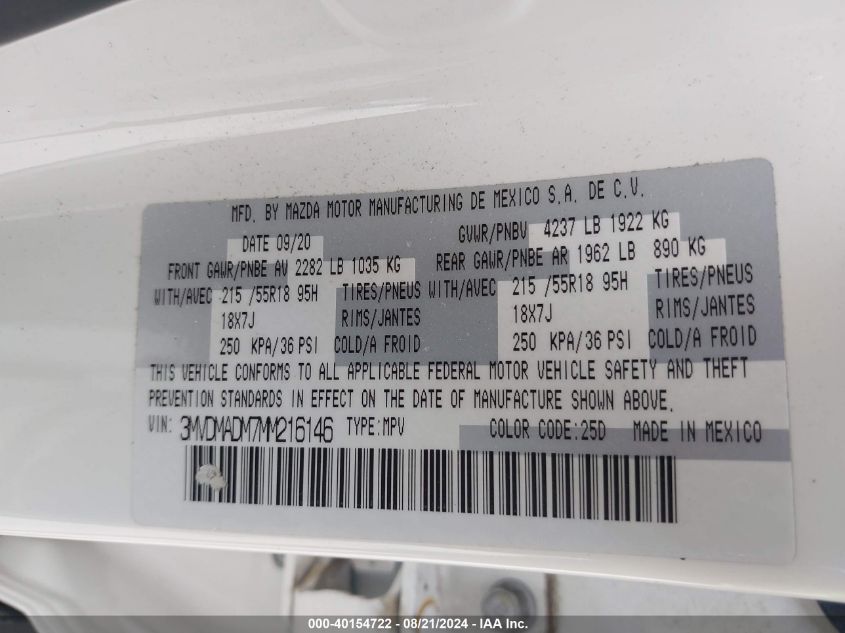 MFD. BY MAZDA MOTOR MANUFACTURING DE MEXICO S.A. DE C.V.
DATE 09/20 GVWR/PNBV 4237 LB 1922 KG
FRONT GAWR/PNBE AV 2282 LB 1035 KG REAR GAWR/PNBE AR 1962 LB 890 KG
WITH/AVEC 215 /55R18 95H TIRES/PNEUS WITH/AVEC 215 /55R18 95H TIRES/PNEUS
18X7J RIMS/JANTES 18X7J RIMS/JANTES
250 KPA/36 PSI COLD/A FROID 250 KPA/36 PSI COLD/A FROID
THIS VEHICLE CONFORMS TO ALL APPLICABLE FEDERAL MOTOR VEHICLE SAFETY AND THEFT
PREVENTION STANDARDS IN EFFECT ON THE DATE OF MANUFACTURE SHOWN ABOVE.
VIN: 3MVDMADM7MM216146 TYPE:MPV COLOR CODE:25D MADE IN MEXICO
000-40154722 - 08/21/2024 - © IAA Inc.